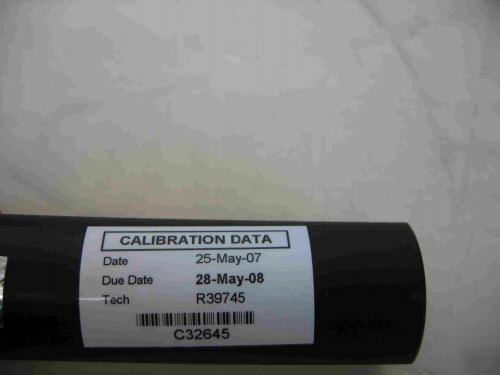 CALIBRATION DATA
Date 25-May-07
Due Date 28-May-08
Tech R39745
C32645